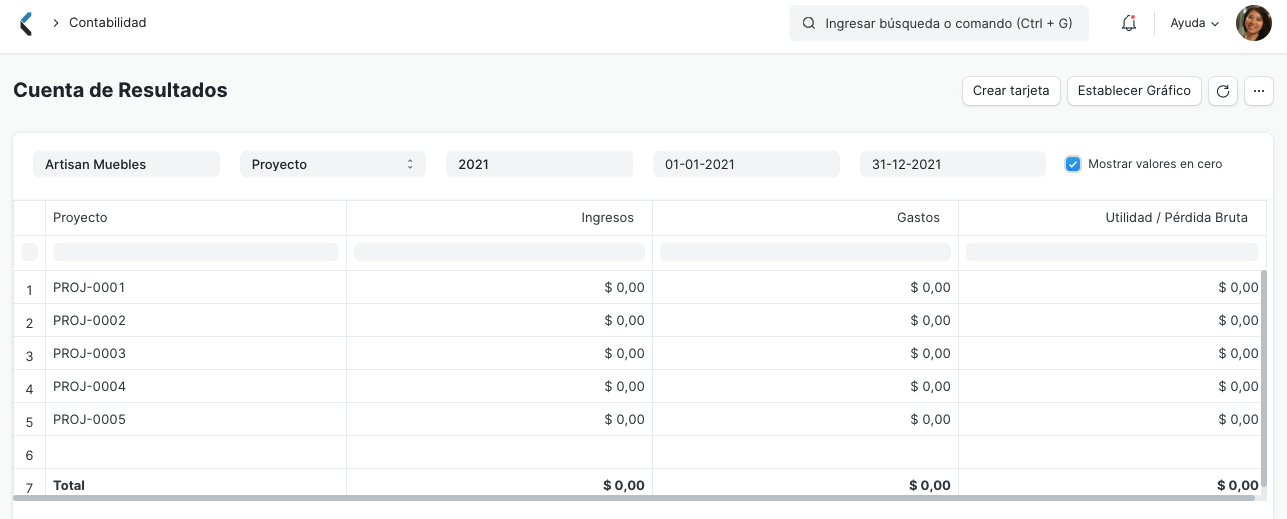 Contabilidad
Ingresar búsqueda o comando (Ctrl + G)
Ayuda
Cuenta de Resultados
Crear tarjeta
Establecer Gráfico
Artisan Muebles
Proyecto
2021
01-01-2021
31-12-2021
Mostrar valores en cero
Proyecto Ingresos Gastos Utilidad / Pérdida Bruta
1 PROJ-0001 $ 0,00 $ 0,00 $ 0,00
2 PROJ-0002 $ 0,00 $ 0,00 $ 0,00
3 PROJ-0003 $ 0,00 $ 0,00 $ 0,00
4 PROJ-0004 $ 0,00 $ 0,00 $ 0,00
5 PROJ-0005 $ 0,00 $ 0,00 $ 0,00
6
7 Total $ 0,00 $ 0,00 $ 0,00